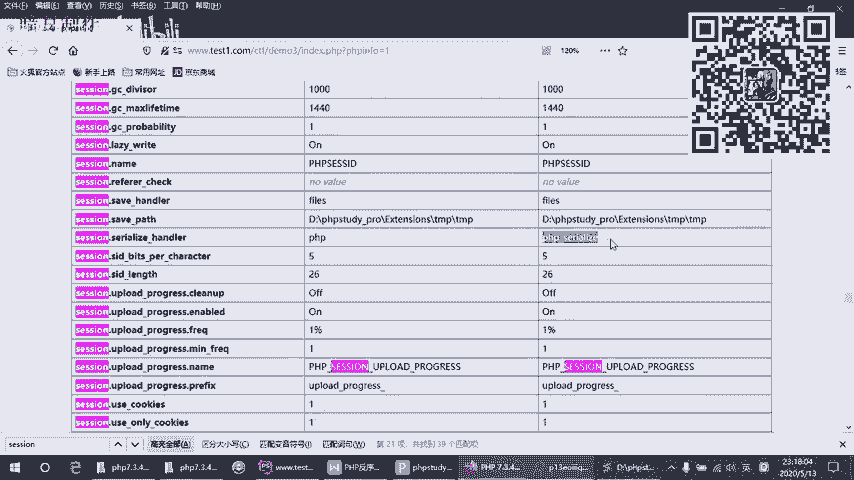 文件(F) 编辑(E) 查看(V) 历史(S) 书签(B) 工具(T) 帮助(H)
www.test1.com/ctf/demo3/index.php?phpinfo=1 120%
火狐官方站点 新手上路 常用网址 京东商城
session.gc_divisor 1000 1000
session.gc_maxlifetime 1440 1440
session.gc_probability 1 1
session.lazy_write On On
session.name PHPSESSID PHPSESSID
session.referer_check no value no value
session.save_handler files files
session.save_path D:\phpstudy_pro\Extensions\tmp\tmp D:\phpstudy_pro\Extensions\tmp\tmp
session.serialize_handler php php_serialize
session.sid_bits_per_character 5 5
session.sid_length 26 26
session.upload_progress.cleanup Off Off
session.upload_progress.enabled On On
session.upload_progress.freq 1% 1%
session.upload_progress.min_freq 1 1
session.upload_progress.name PHP_SESSION_UPLOAD_PROGRESS PHP_SESSION_UPLOAD_PROGRESS
session.upload_progress.prefix upload_progress_ upload_progress_
session.use_cookies 1 1
session.use_only_cookies 1 1
session 高亮全部(A) 区分大小写(C) 匹配变音符号(I) 匹配词句(W) 第 21 项，共找到 39 个匹配项
php7.3.4... php7.3.4... www.test... PHP反序... phpstudy... PHP 7.3.4... D:\phpst... 英 23:18:04
2020/5/13